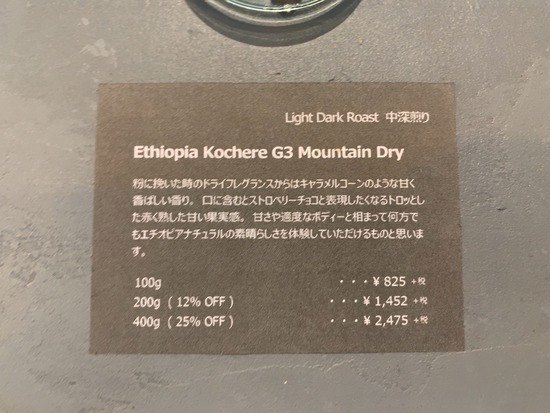 Light Dark Roast 中深煎り
Ethiopia Kochere G3 Mountain Dry
粉に挽いた時のドライフレグランスからはキャラメルコーンのような甘く
香ばしい香り。 口に含むとストロベリーチョコと表現したくなるトロッと
した赤く熟した甘い果実感。 甘さや適度なボディーと相まって何方で
もエチオピアナチュラルの素晴らしさを体験していただけるものと思いま
す。
100g ・・・¥ 825 +税
200g ( 12% OFF ) ・・・¥ 1,452 +税
400g ( 25% OFF ) ・・・¥ 2,475 +税